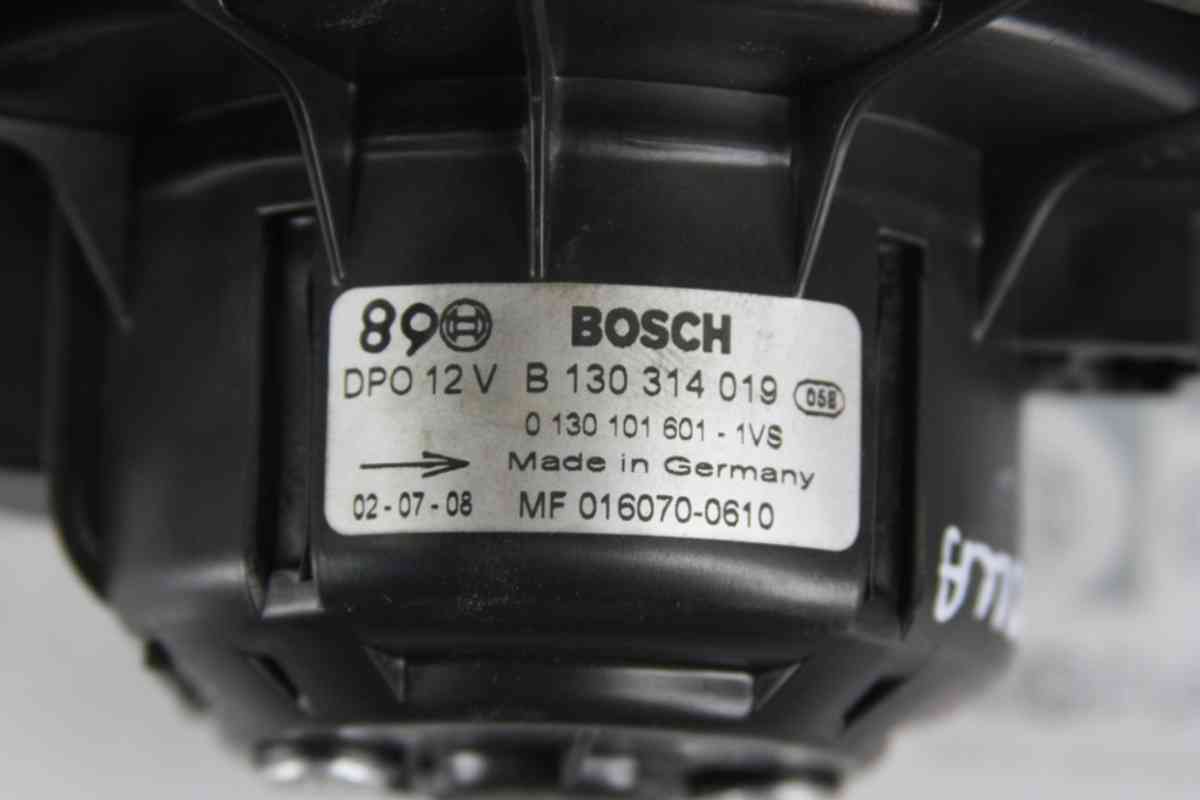 89 BOSCH
DPO 12 V B 130 314 019 058
0 130 101 601 - 1VS
Made in Germany
02-07-08 MF 016070-0610